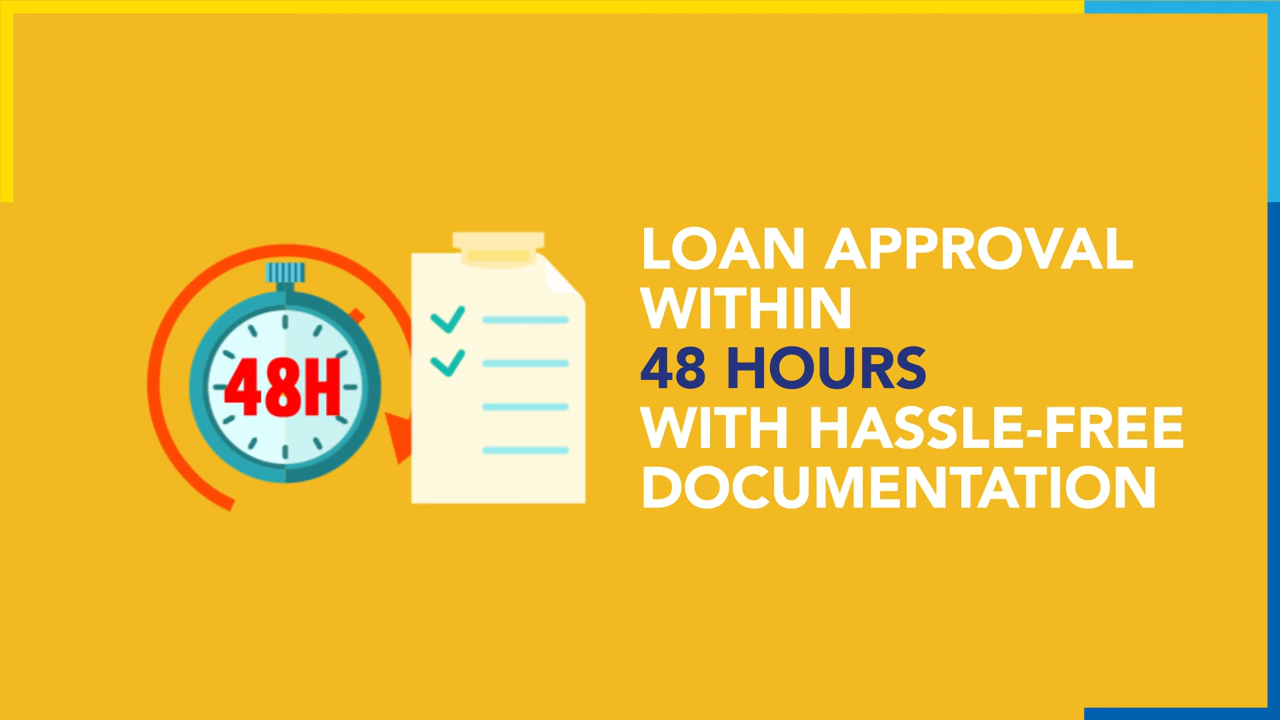 48H
LOAN APPROVAL
WITHIN
48 HOURS
WITH HASSLE-FREE
DOCUMENTATION